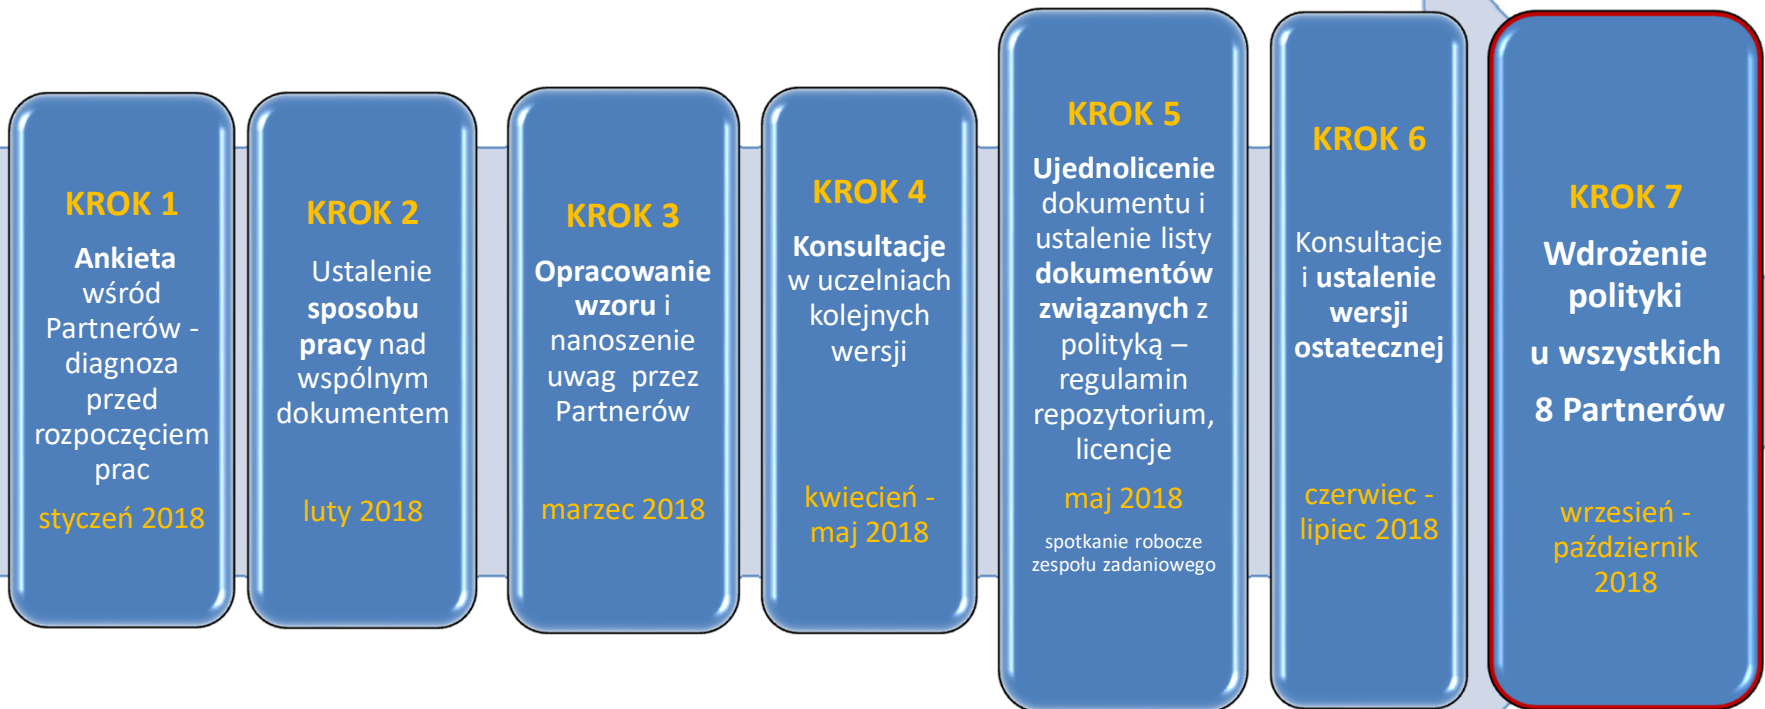 KROK 1
Ankieta
wśród
Partnerów -
diagnoza
przed
rozpoczęciem
prac
styczeń 2018
KROK 2
Ustalenie
sposobu
pracy nad
wspólnym
dokumentem
luty 2018
KROK 3
Opracowanie
wzoru i
nanoszenie
uwag przez
Partnerów
marzec 2018
KROK 4
Konsultacje
w uczelniach
kolejnych
wersji
kwiecień -
maj 2018
KROK 5
Ujednolicenie
dokumentu i
ustalenie listy
dokumentów
związanych z
polityką –
regulamin
repozytorium,
licencje
maj 2018
spotkanie robocze
zespołu zadaniowego
KROK 6
Konsultacje
i ustalenie
wersji
ostatecznej
czerwiec -
lipiec 2018
KROK 7
Wdrożenie
polityki
u wszystkich
8 Partnerów
wrzesień -
październik
2018